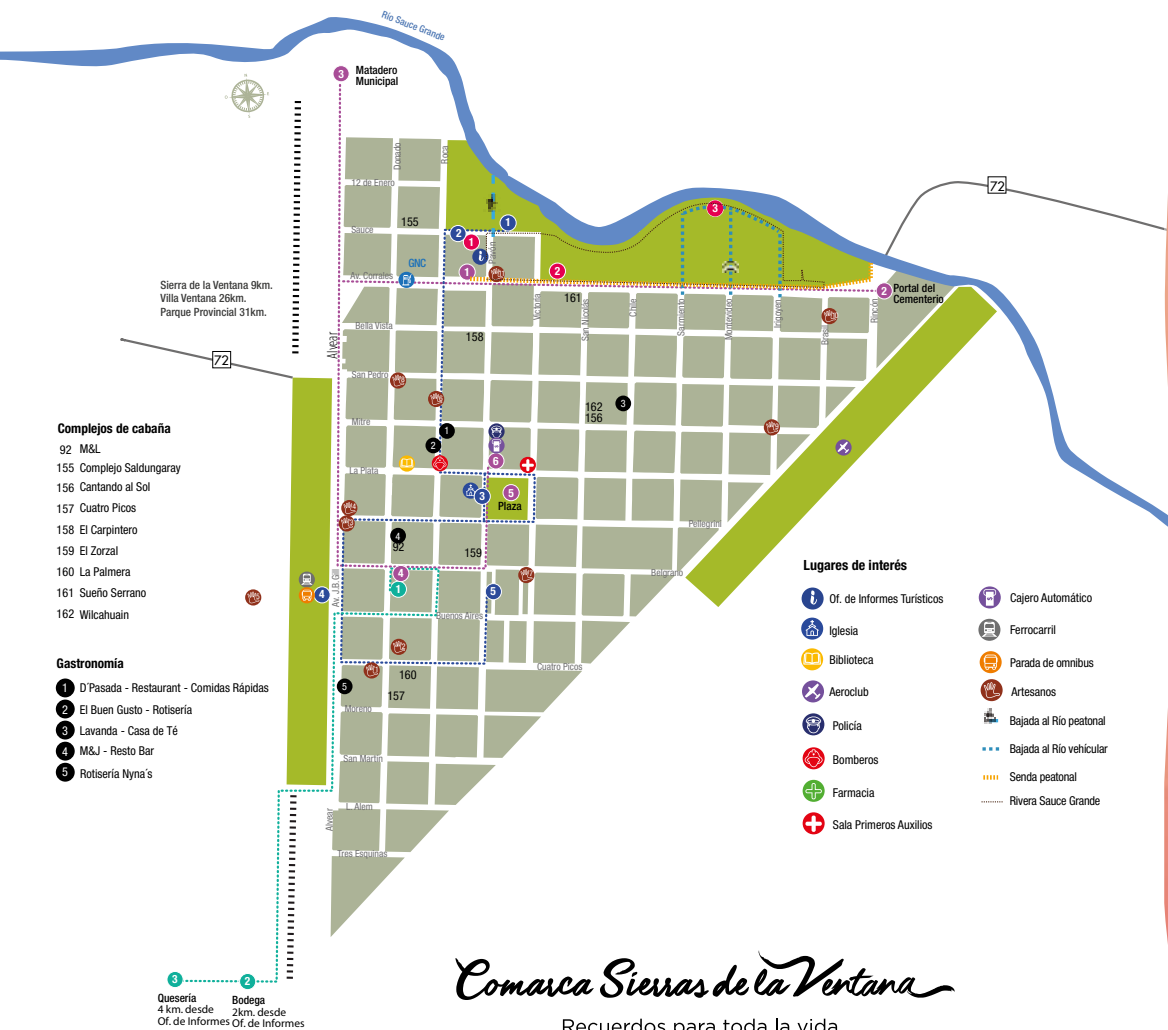 Río Sauce Grande
3
Matadero
Municipal
Donado
Roca
12 de Enero
72
155
Sauce
1
2
1
3
Pavón
GNC
1
2
Av. Corrales
161
2
Portal del
Cementerio
Sierra de la Ventana 9km.
Villa Ventana 26km.
Parque Provincial 31km.
Victoria
San Nicolás
Chile
Sarmiento
Montevideo
Irigoyen
Brasil
Rincón
Bella Vista
Alvear
158
72
San Pedro
162
156
3
Mitre
1
2
6
La Plata
3
5
Plaza
Pellegrini
4
92
159
Belgrano
4
1
5
4
Av. J.B. Gill
Buenos Aires
Cuatro Picos
160
5
157
Moreno
San Martín
L. Alem
Alvear
Tres Esquinas
Complejos de cabaña
92 M&L
155 Complejo Saldungaray
156 Cantando al Sol
157 Cuatro Picos
158 El Carpintero
159 El Zorzal
160 La Palmera
161 Sueño Serrano
162 Wilcahuain
Gastronomía
1 D´Pasada - Restaurant - Comidas Rápidas
2 El Buen Gusto - Rotisería
3 Lavanda - Casa de Té
4 M&J - Resto Bar
5 Rotisería Nyna´s
Lugares de interés
Of. de Informes Turísticos
Iglesia
Biblioteca
Aeroclub
Policía
Bomberos
Farmacia
Sala Primeros Auxilios
Cajero Automático
Ferrocarril
Parada de omnibus
Artesanos
Bajada al Río peatonal
Bajada al Río vehícular
Senda peatonal
Rivera Sauce Grande
3
Quesería
4 km. desde
Of. de Informes
2
Bodega
2km. desde
Of. de Informes
Comarca Sierras de la Ventana
Recuerdos para toda la vida